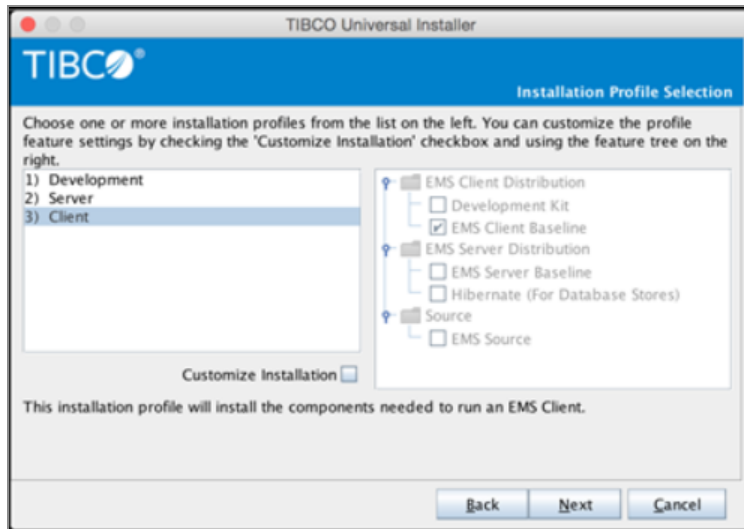 TIBCO Universal Installer
TIBCO®
Installation Profile Selection
Choose one or more installation profiles from the list on the left. You can customize the profile
feature settings by checking the 'Customize Installation' checkbox and using the feature tree on the
right.
1) Development
2) Server
3) Client
EMS Client Distribution
Development Kit
EMS Client Baseline
EMS Server Distribution
EMS Server Baseline
Hibernate (For Database Stores)
Source
EMS Source
Customize Installation
This installation profile will install the components needed to run an EMS Client.
Back Next Cancel